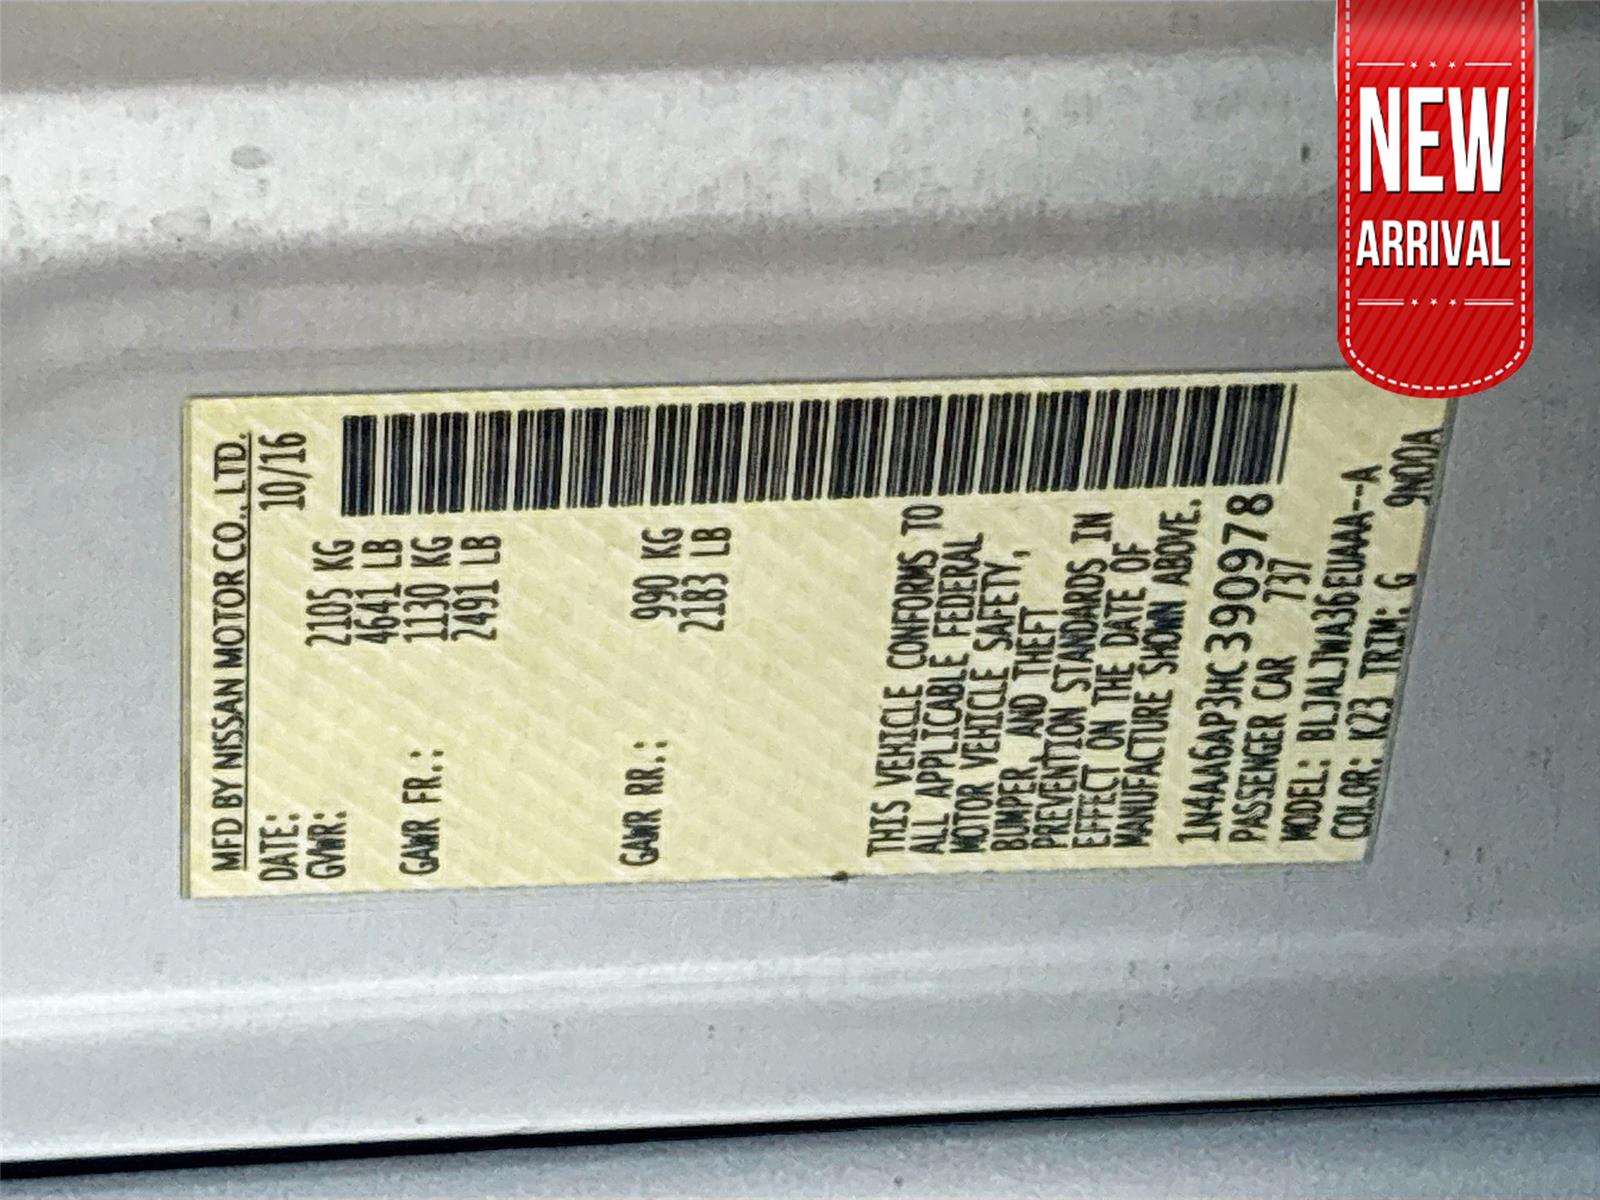 NEW
ARRIVAL
MFD BY NISSAN MOTOR CO., LTD.
DATE: 10/16
GVWR: 2105 KG
4641 LB
GAWR FR.: 1130 KG
2491 LB
GAWR RR.: 990 KG
2183 LB
THIS VEHICLE CONFORMS TO
ALL APPLICABLE FEDERAL
MOTOR VEHICLE SAFETY,
BUMPER, AND THEFT
PREVENTION STANDARDS IN
EFFECT ON THE DATE OF
MANUFACTURE SHOWN ABOVE.
1N4AA6AP3HC390978
PASSENGER CAR 737
MODEL: BLJALJWA36EUAAA--A
COLOR: K23 TRIM: G 9N00A